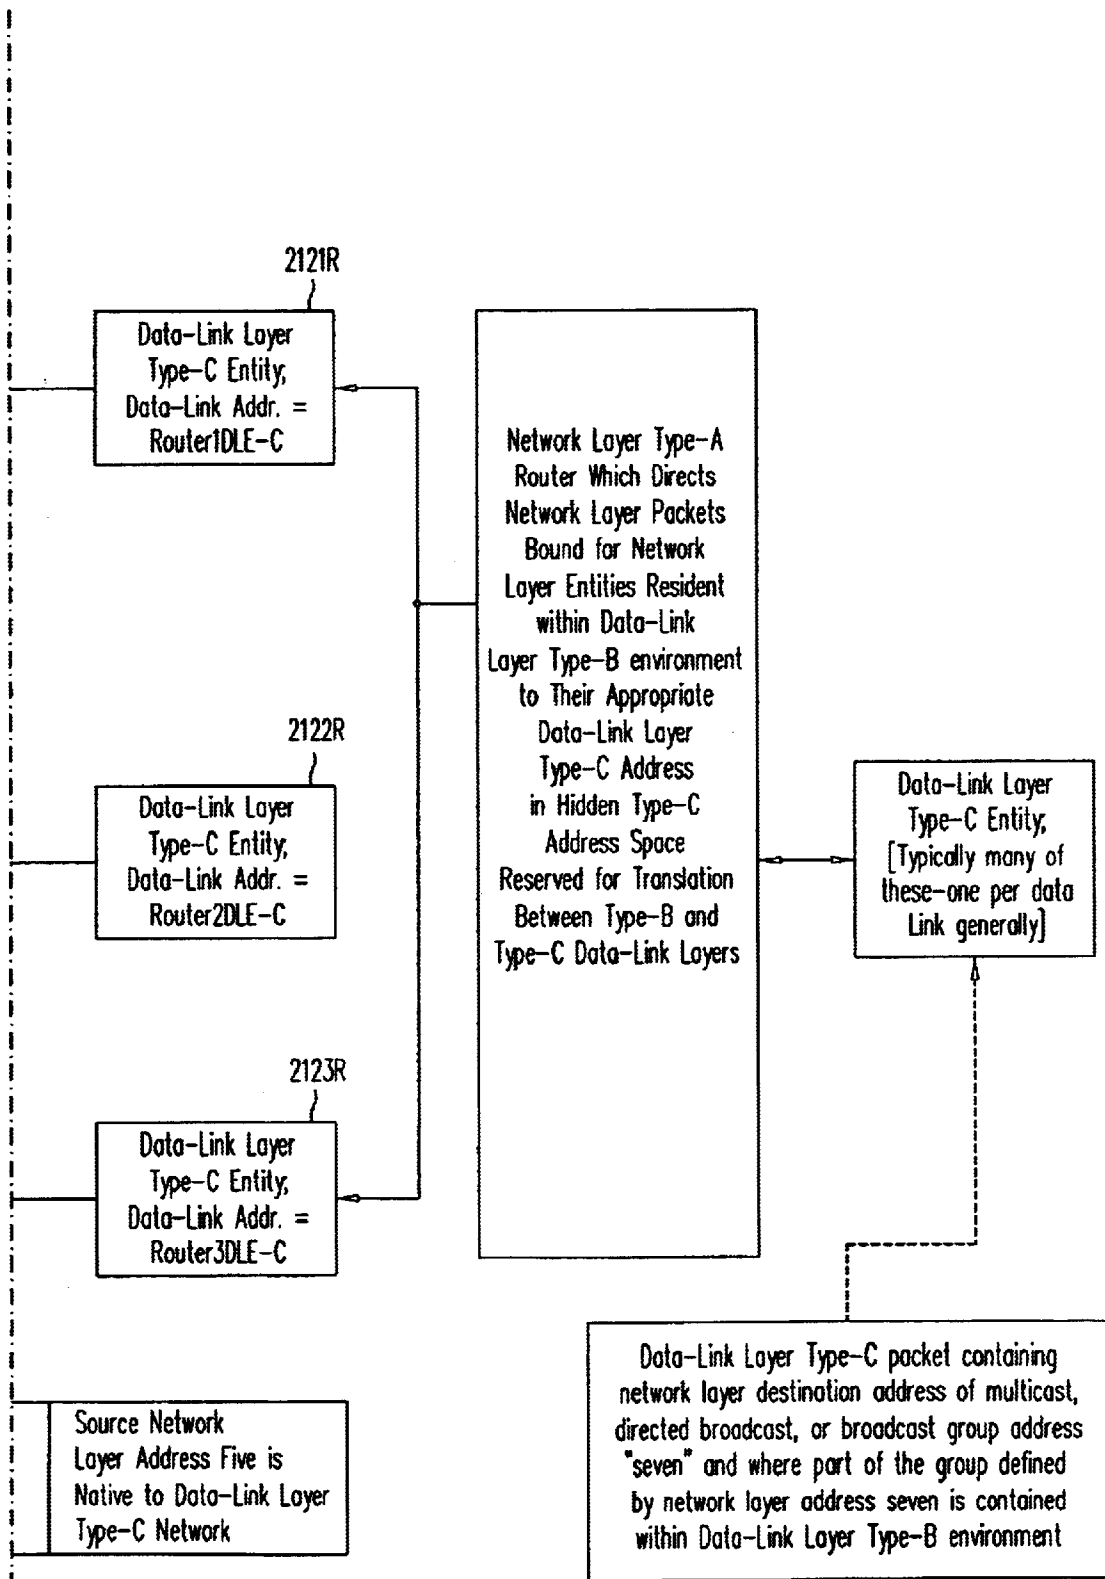 2121R
Data-Link Layer
Type-C Entity;
Data-Link Addr. =
Router1DLE-C
Network Layer Type-A
Router Which Directs
Network Layer Packets
Bound for Network
Layer Entities Resident
within Data-Link
Layer Type-B environment
to Their Appropriate
Data-Link Layer
Type-C Address
in Hidden Type-C
Address Space
Reserved for Translation
Between Type-B and
Type-C Data-Link Layers
2122R
Data-Link Layer
Type-C Entity;
Data-Link Addr. =
Router2DLE-C
Data-Link Layer
Type-C Entity;
[Typically many of
these-one per data
Link generally]
2123R
Data-Link Layer
Type-C Entity;
Data-Link Addr. =
Router3DLE-C
Source Network
Layer Address Five is
Native to Data-Link Layer
Type-C Network
Data-Link Layer Type-C packet containing
network layer destination address of multicast,
directed broadcast, or broadcast group address
"seven" and where part of the group defined
by network layer address seven is contained
within Data-Link Layer Type-B environment